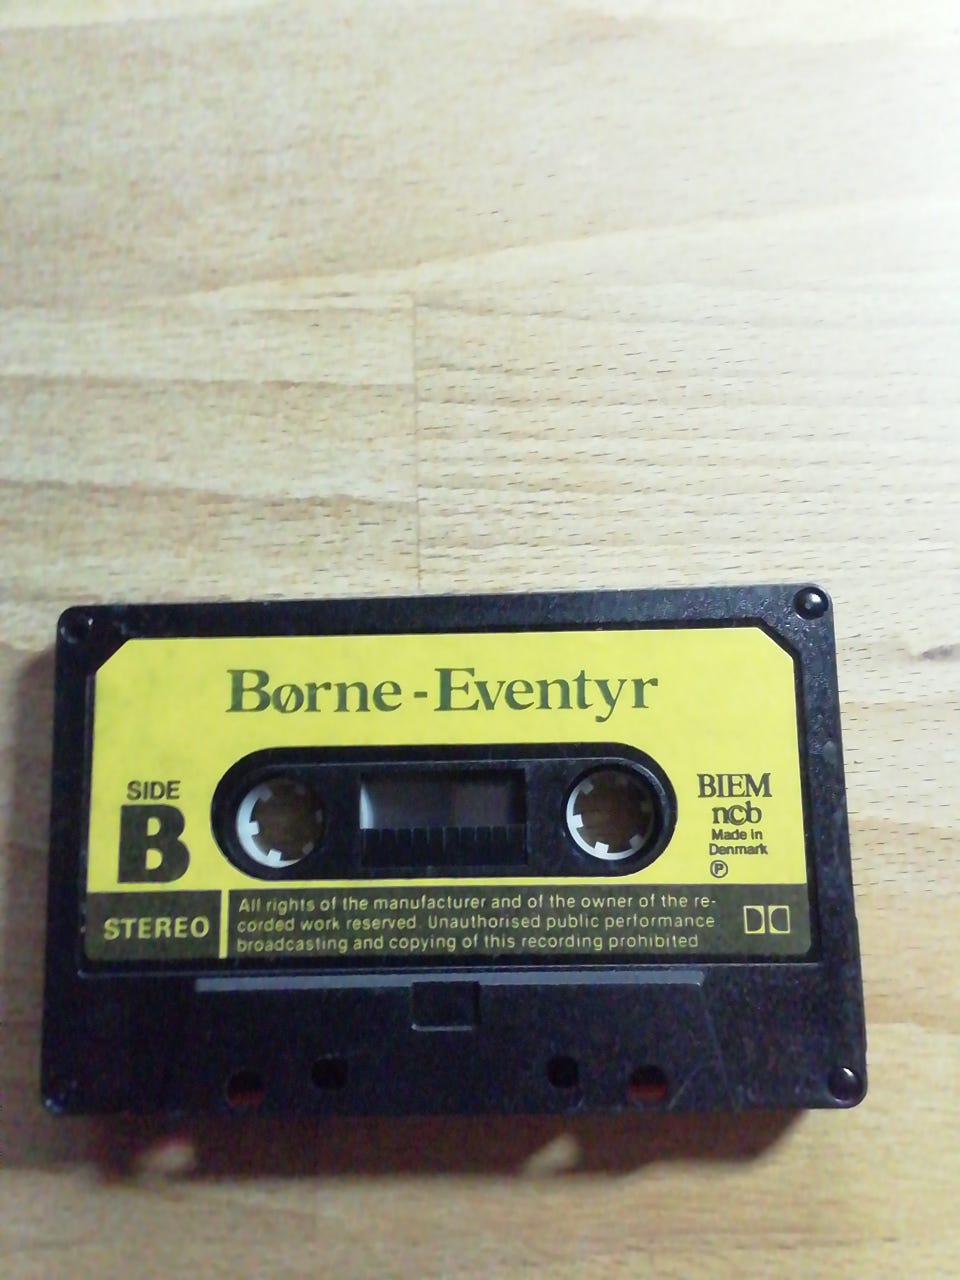 Børne-Eventyr
SIDE
B
BIEM
ncb
Made in
Denmark
℗
STEREO
All rights of the manufacturer and of the owner of the re-
corded work reserved. Unauthorised public performance
broadcasting and copying of this recording prohibited